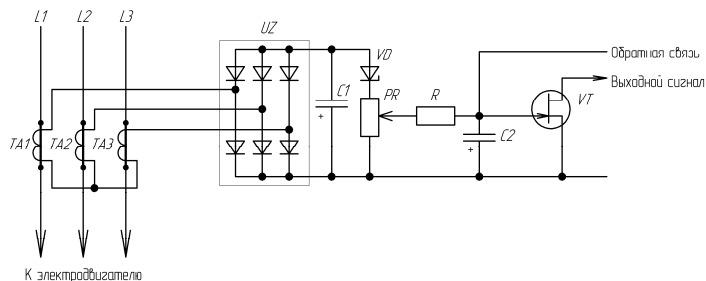 L1 L2 L3
UZ
VD
Обратная связь
C1
PR
R
Выходной сигнал
VT
+
TA1 TA2 TA3
C2
+
К электродвигателю